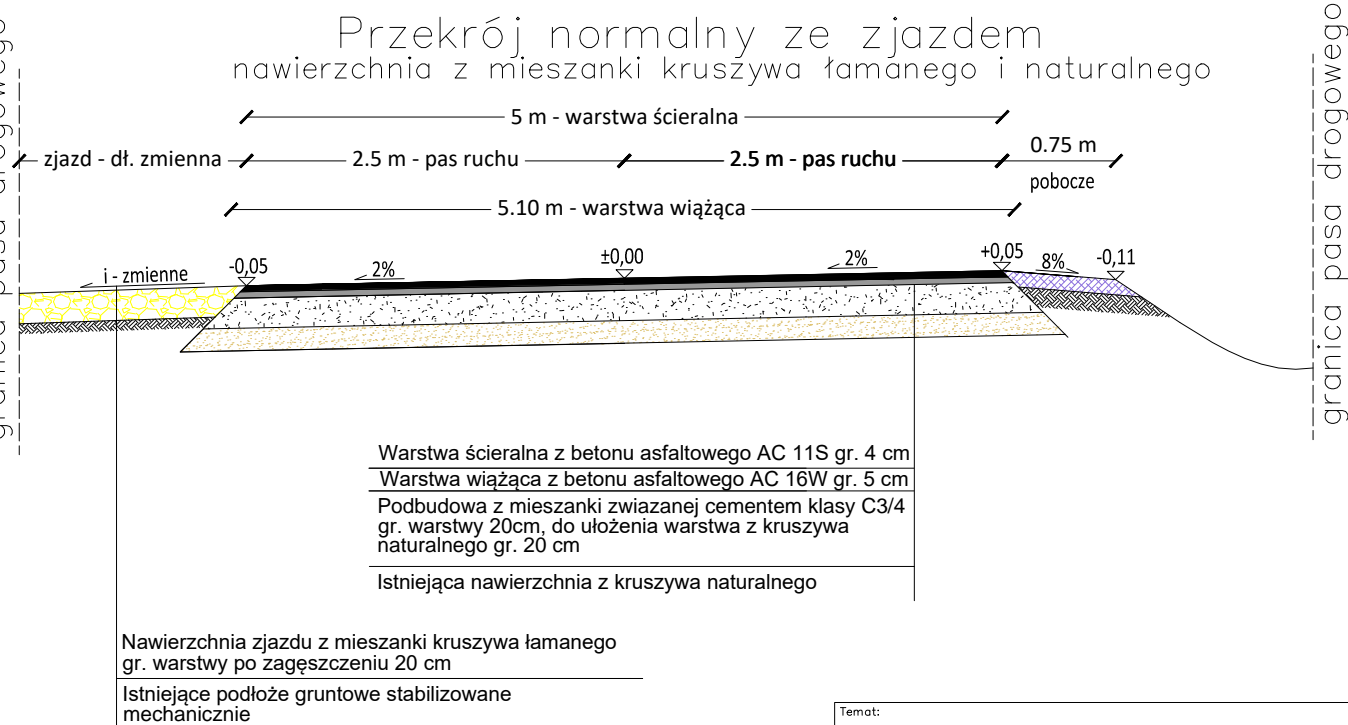 Przekrój normalny ze zjazdem
nawierzchnia z mieszanki kruszywa łamanego i naturalnego
granica pasa drogowego
granica pasa drogowego
5 m - warstwa ścieralna
zjazd - dł. zmienna
2.5 m - pas ruchu
2.5 m - pas ruchu
0.75 m
pobocze
5.10 m - warstwa wiążąca
i - zmienne
-0,05
2%
±0,00
2%
+0,05
8%
-0,11
Warstwa ścieralna z betonu asfaltowego AC 11S gr. 4 cm
Warstwa wiążąca z betonu asfaltowego AC 16W gr. 5 cm
Podbudowa z mieszanki zwiazanej cementem klasy C3/4
gr. warstwy 20cm, do ułożenia warstwa z kruszywa
naturalnego gr. 20 cm
Istniejąca nawierzchnia z kruszywa naturalnego
Nawierzchnia zjazdu z mieszanki kruszywa łamanego
gr. warstwy po zagęszczeniu 20 cm
Istniejące podłoże gruntowe stabilizowane
mechanicznie
Temat: